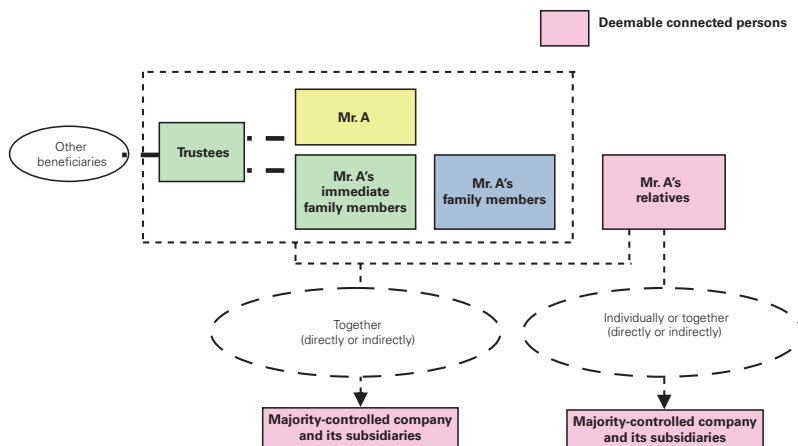 Deemable connected persons
Mr. A
Other
beneficiaries
Trustees
Mr. A's
immediate
family members
Mr. A's
family members
Mr. A's
relatives
Together
(directly or indirectly)
Individually or together
(directly or indirectly)
Majority-controlled company
and its subsidiaries
Majority-controlled company
and its subsidiaries